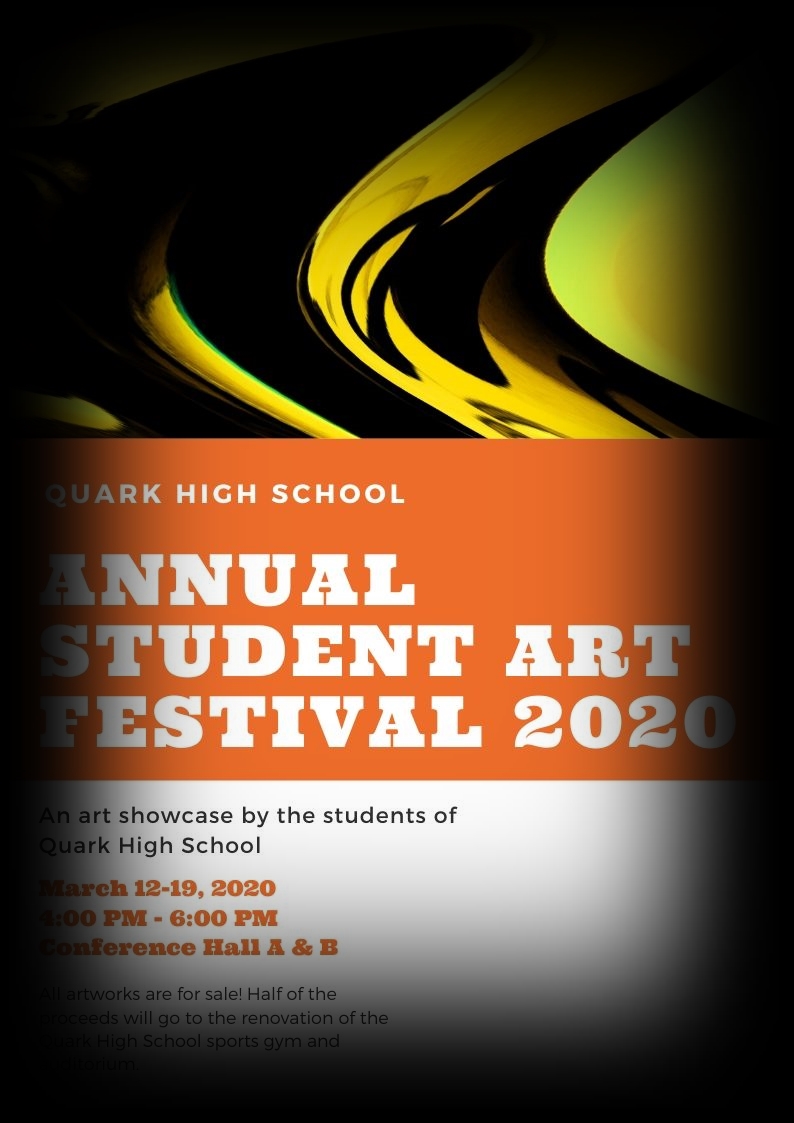 QUARK HIGH SCHOOL
ANNUAL
STUDENT ART
FESTIVAL 2020
An art showcase by the students of
Quark High School
March 12-19, 2020
4:00 PM - 6:00 PM
Conference Hall A & B
All artworks are for sale! Half of the
proceeds will go to the renovation of the
Quark High School sports gym and